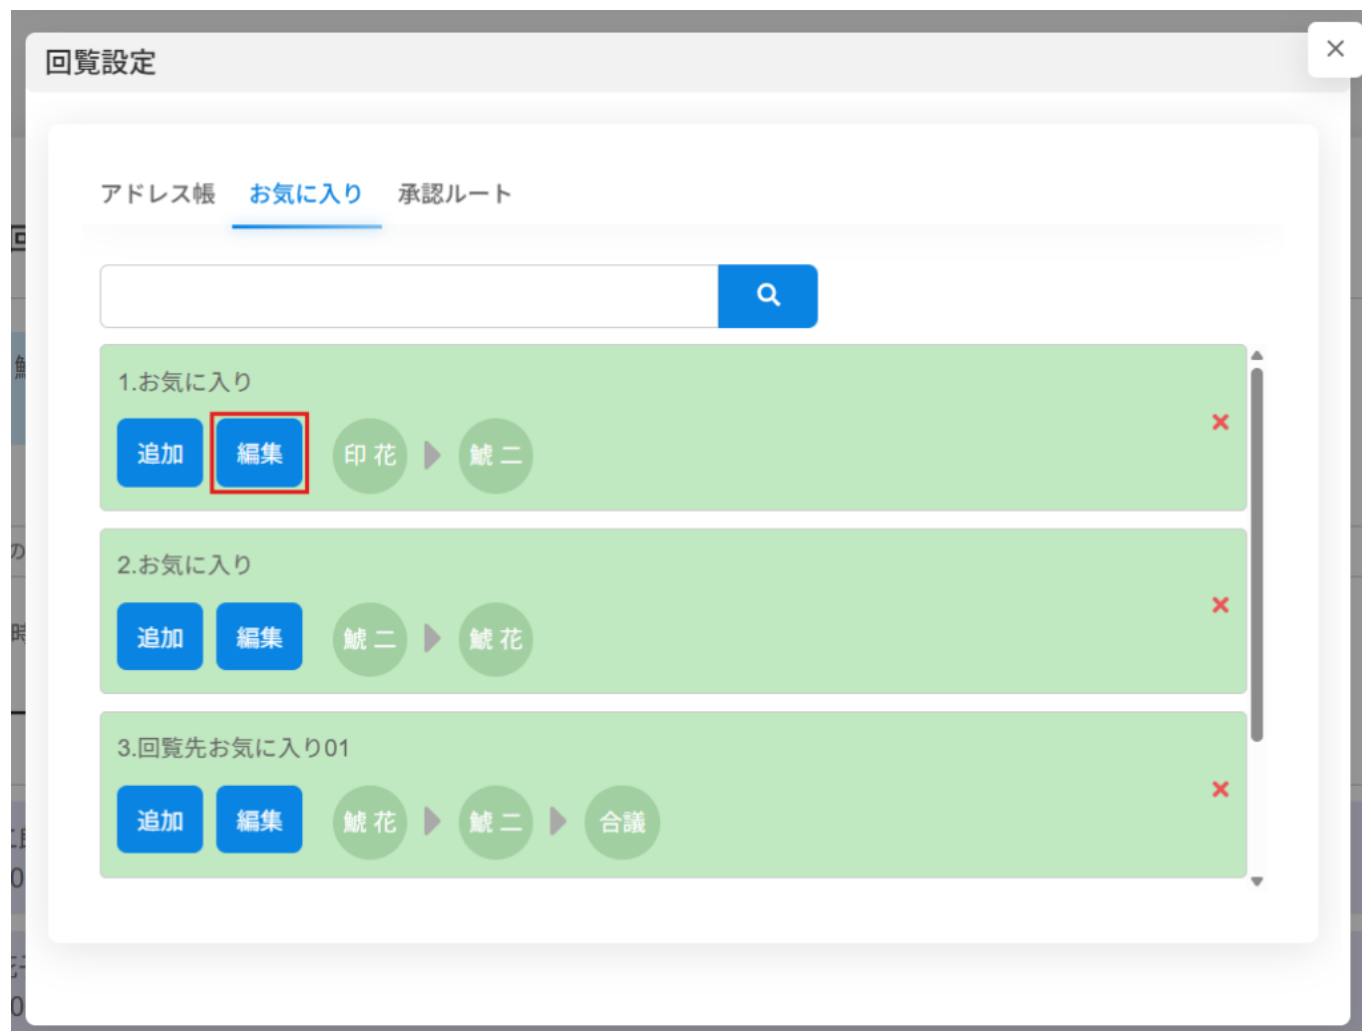 回覧設定
アドレス帳 お気に入り 承認ルート
1.お気に入り
追加 編集 印 花 鯱 二
2.お気に入り
追加 編集 鯱 二 鯱 花
3.回覧先お気に入り01
追加 編集 鯱 花 鯱 二 合議